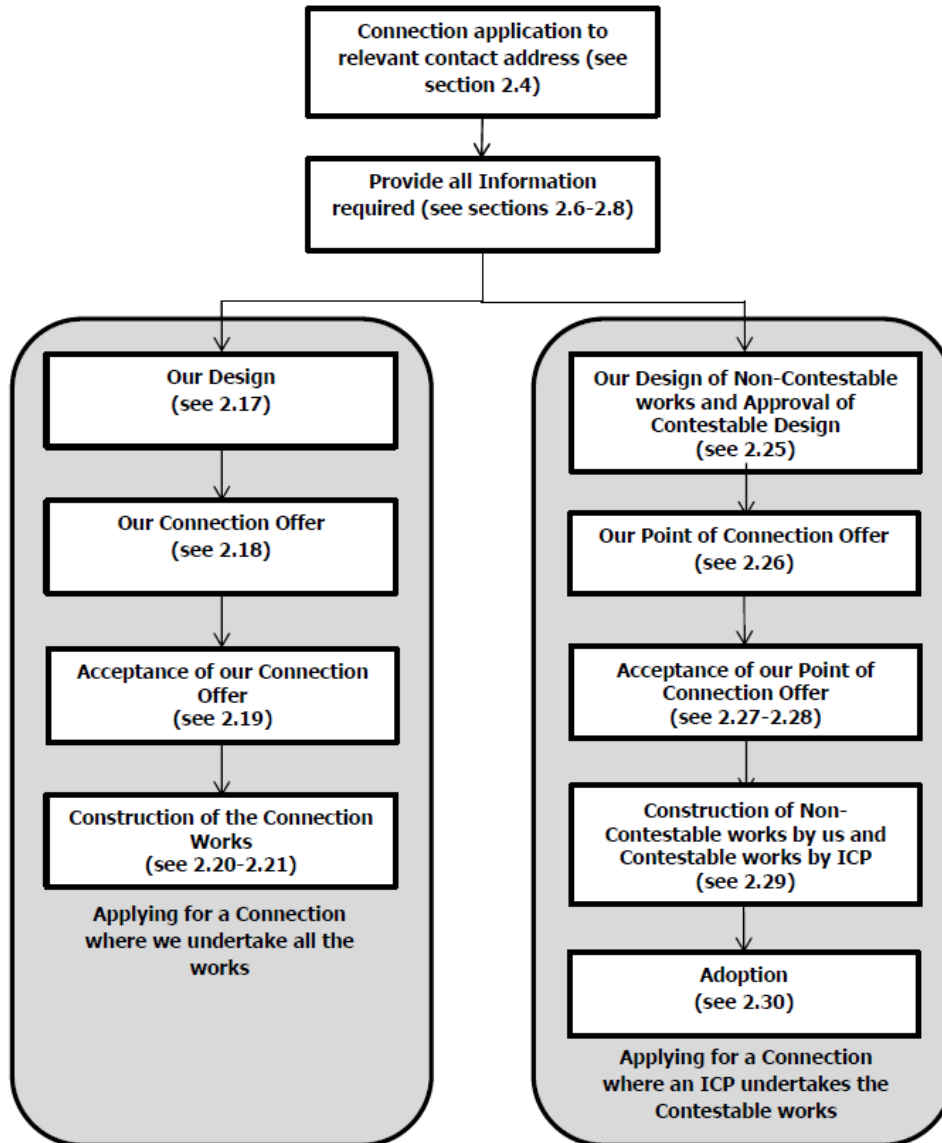 Connection application to
relevant contact address (see
section 2.4)
Provide all Information
required (see sections 2.6-2.8)
Our Design
(see 2.17)
Our Connection Offer
(see 2.18)
Acceptance of our Connection
Offer
(see 2.19)
Construction of the Connection
Works
(see 2.20-2.21)
Applying for a Connection
where we undertake all the
works
Our Design of Non-Contestable
works and Approval of
Contestable Design
(see 2.25)
Our Point of Connection Offer
(see 2.26)
Acceptance of our Point of
Connection Offer
(see 2.27-2.28)
Construction of Non-
Contestable works by us and
Contestable works by ICP
(see 2.29)
Adoption
(see 2.30)
Applying for a Connection
where an ICP undertakes the
Contestable works